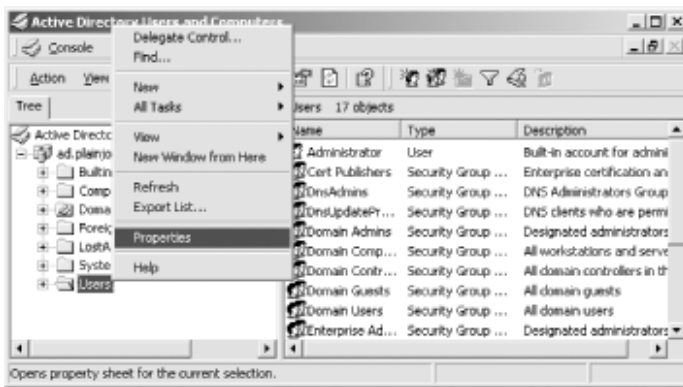 Active Directory Users and Computers
Console
Action View
Tree
Users 17 objects
Active Directo
ad.plainjo
Builtin
Comp
Doma
Foreig
LostA
Syste
Users
Delegate Control...
Find...
New
All Tasks
View
New Window from Here
Refresh
Export List...
Properties
Help
Name Type Description
Administrator User Built-in account for admini
Cert Publishers Security Group ... Enterprise certification an
DnsAdmins Security Group ... DNS Administrators Group
DnsUpdatePr... Security Group ... DNS clients who are permi
Domain Admins Security Group ... Designated administrators
Domain Comp... Security Group ... All workstations and serve
Domain Contr... Security Group ... All domain controllers in th
Domain Guests Security Group ... All domain guests
Domain Users Security Group ... All domain users
Enterprise Ad... Security Group ... Designated administrators
Opens property sheet for the current selection.